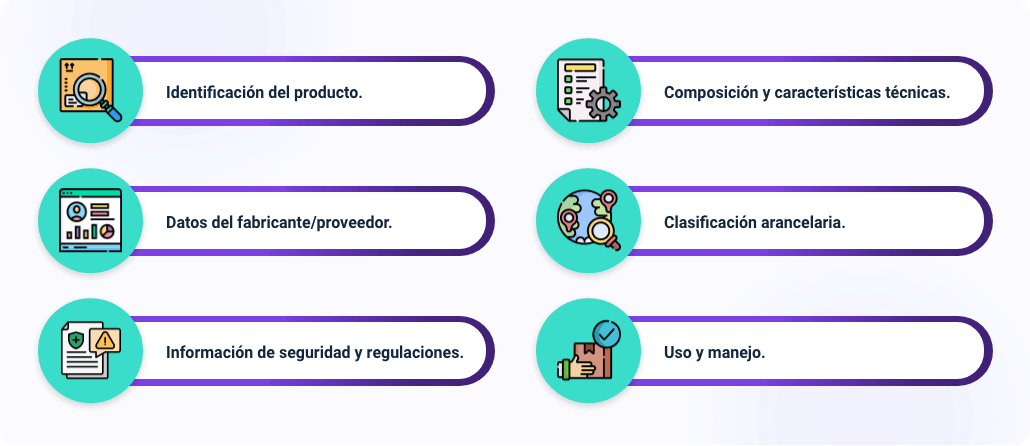 Identificación del producto.
Composición y características técnicas.
Datos del fabricante/proveedor.
Clasificación arancelaria.
Información de seguridad y regulaciones.
Uso y manejo.